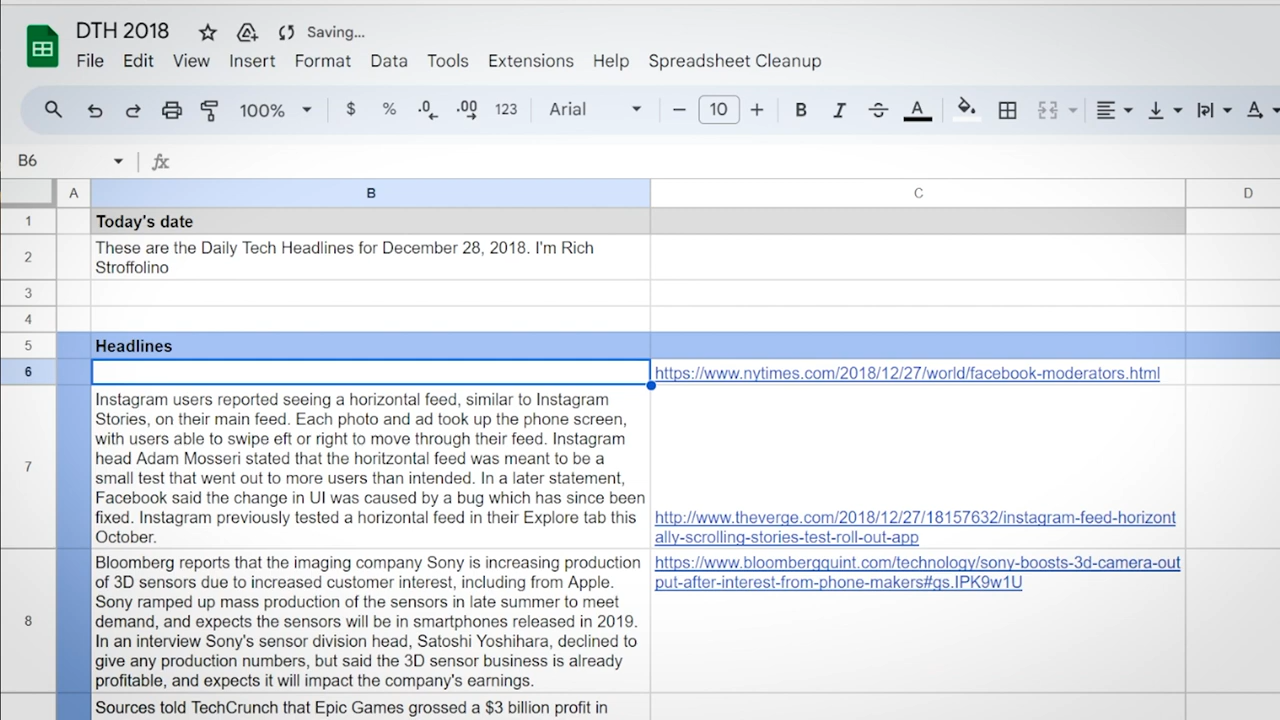 DTH 2018
Saving...
File Edit View Insert Format Data Tools Extensions Help Spreadsheet Cleanup
100% $ % .0 .00 123 Arial 10 B I S A A
B6 fx
A B C D
1 Today's date
2 These are the Daily Tech Headlines for December 28, 2018. I'm Rich
Stroffolino
3
4
5 Headlines
6 https://www.nytimes.com/2018/12/27/world/facebook-moderators.html
7
Instagram users reported seeing a horizontal feed, similar to Instagram
Stories, on their main feed. Each photo and ad took up the phone screen,
with users able to swipe eft or right to move through their feed. Instagram
head Adam Mosseri stated that the horitzontal feed was meant to be a
small test that went out to more users than intended. In a later statement,
Facebook said the change in UI was caused by a bug which has since been
fixed. Instagram previously tested a horizontal feed in their Explore tab this
October.
http://www.theverge.com/2018/12/27/18157632/instagram-feed-horizont
ally-scrolling-stories-test-roll-out-app
8
Bloomberg reports that the imaging company Sony is increasing production
of 3D sensors due to increased customer interest, including from Apple.
Sony ramped up mass production of the sensors in late summer to meet
demand, and expects the sensors will be in smartphones released in 2019.
In an interview Sony's sensor division head, Satoshi Yoshihara, declined to
give any production numbers, but said the 3D sensor business is already
profitable, and expects it will impact the company's earnings.
https://www.bloombergquint.com/technology/sony-boosts-3d-camera-out
put-after-interest-from-phone-makers#gs.IPK9w1U
Sources told TechCrunch that Epic Games grossed a $3 billion profit in